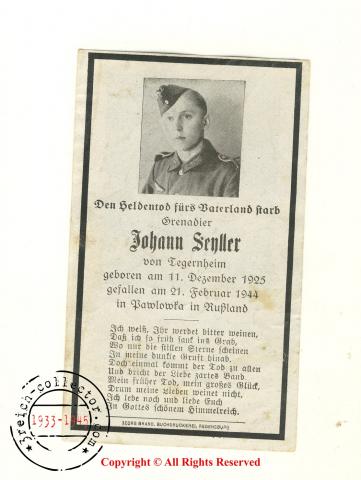 Den Heldentod fürs Vaterland starb
Grenadier
Johann Seyller
von Tegernheim
geboren am 11. Dezember 1925
gefallen am 21. Februar 1944
in Pawlowka in Rußland
Ich weiß, Ihr werdet bitter weinen,
Daß ich so früh sank ins Grab,
Wo nur die stillen Sterne scheinen
In meine dunkle Gruft hinab.
Doch einmal kommt der Tod zu allen
Und bricht der Liebe zartes Band
Mein früher Tod, mein großes Glück,
Drum meine Lieben weinet nicht,
Ich lebe noch und liebe Euch
In Gottes schönem Himmelreich.
GEORG BRAND, BUCHDRUCKEREI, REGENSBURG
3reich-collector.com
1933-1945
Copyright © All Rights Reserved